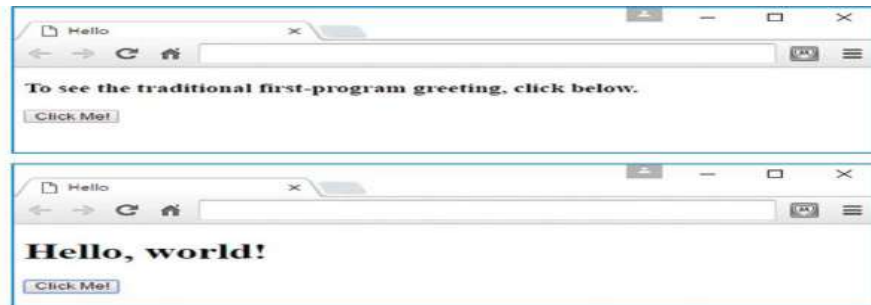 Hello
To see the traditional first-program greeting, click below.
Click Me!
Hello
Hello, world!
Click Me!